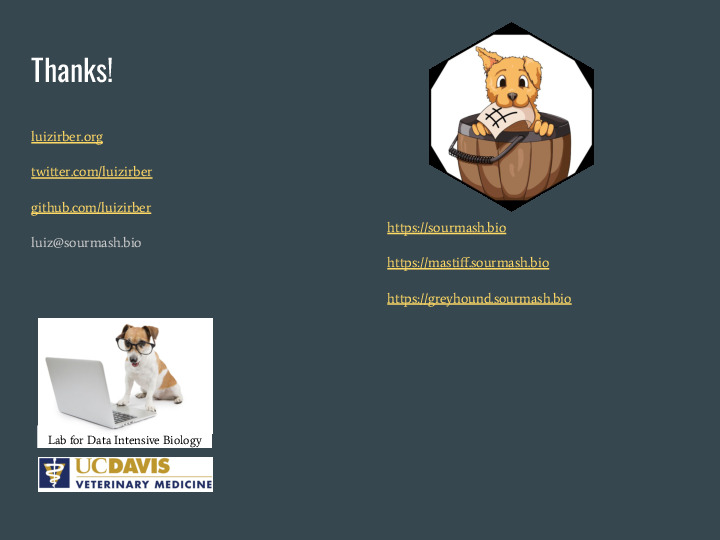 Thanks!
luizirber.org
twitter.com/luizirber
github.com/luizirber
luiz@sourmash.bio
https://sourmash.bio
https://mastiff.sourmash.bio
https://greyhound.sourmash.bio
Lab for Data Intensive Biology
UCDAVIS
VETERINARY MEDICINE